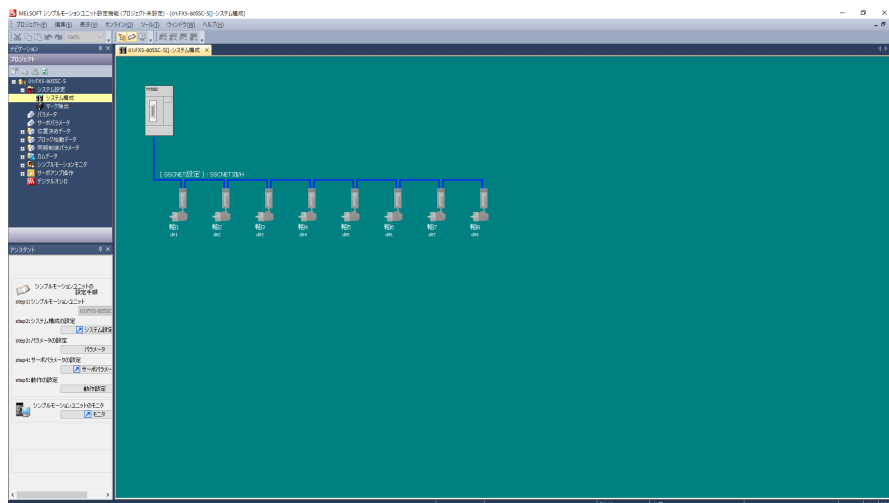 MELSOFT シンプルモーションユニット設定機能 (プロジェクト未設定) - [01:FX5-80SSC-S[]-システム構成]
プロジェクト(P) 編集(E) 表示(V) オンライン(O) ツール(T) ウィンドウ(W) ヘルプ(H)
100%
ナビゲーション
01:FX5-80SSC-S[]-システム構成
プロジェクト
01:FX5-80SSC-S
システム設定
システム構成
マーク検出
パラメータ
サーボパラメータ
位置決めデータ
ブロック始動データ
同期制御パラメータ
カムデータ
シンプルモーションモニタ
サーボアンプ操作
デジタルオシロ
[ SSCNET設定 ] : SSCNETⅢ/H
軸1 軸2 軸3 軸4 軸5 軸6 軸7 軸8
d01 d02 d03 d04 d05 d06 d07 d08
アシスタント
シンプルモーションユニットの
設定手順
step1:シンプルモーションユニット
01:FX5-80SSC
step2:システム構成の設定
システム設定
step3:パラメータの設定
パラメータ
step4:サーボパラメータの設定
サーボパラメー
step5:動作の設定
動作設定
シンプルモーションユニットのモニタ
モニタ